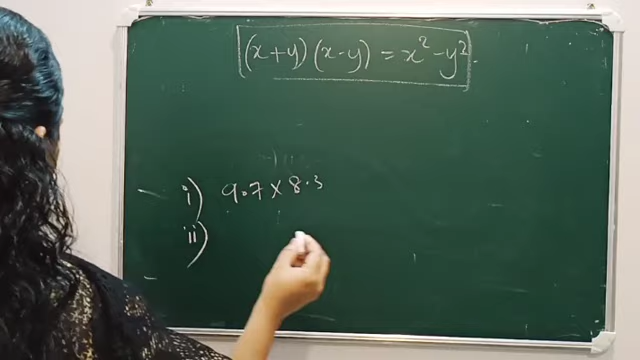 (x+y)(x-y) = x² - y²
i) 9.7 x 8.3
ii)